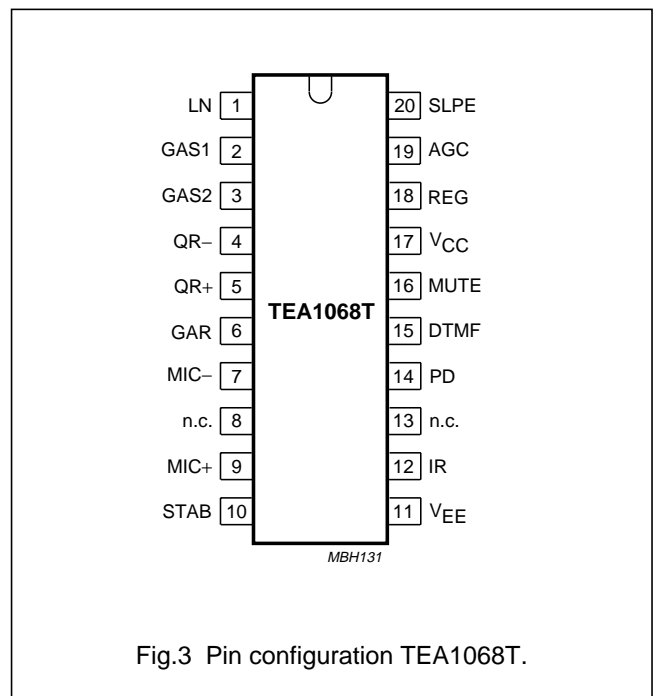 LN 1 20 SLPE
GAS1 2 19 AGC
GAS2 3 18 REG
QR− 4 17 VCC
QR+ 5 16 MUTE
TEA1068T
GAR 6 15 DTMF
MIC− 7 14 PD
n.c. 8 13 n.c.
MIC+ 9 12 IR
STAB 10 11 VEE
MBH131
Fig.3 Pin configuration TEA1068T.